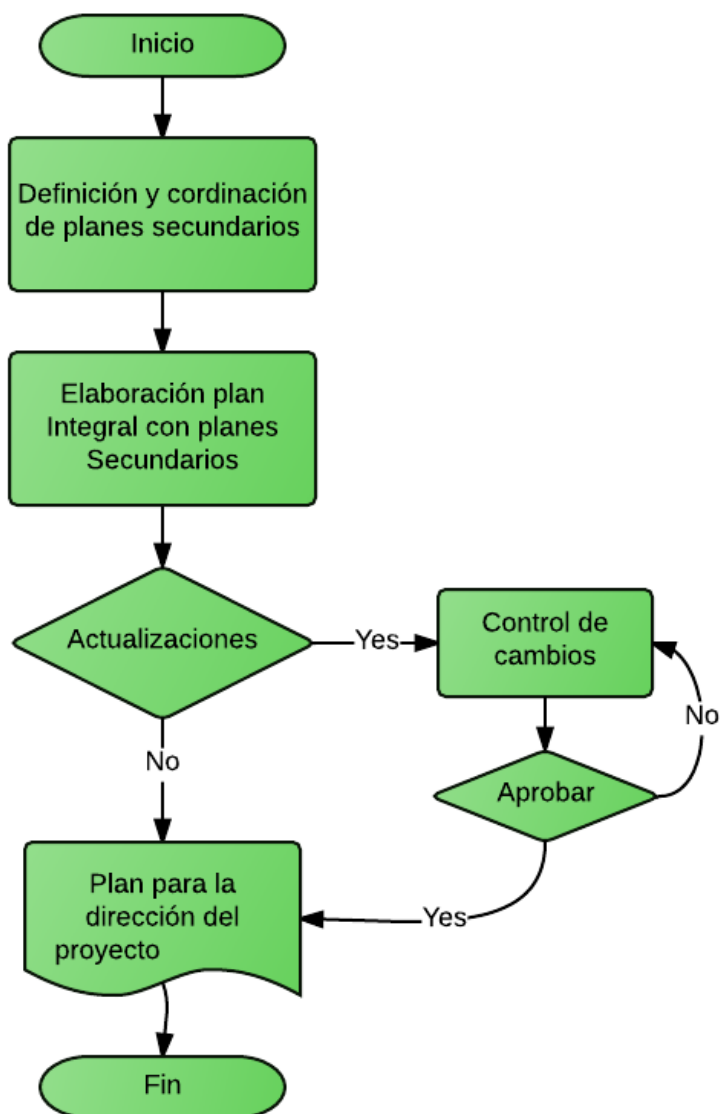 Inicio
Definición y cordinación
de planes secundarios
Elaboración plan
Integral con planes
Secundarios
Actualizaciones
Yes
Control de
cambios
No
Aprobar
No
Plan para la
dirección del
proyecto
Yes
Fin